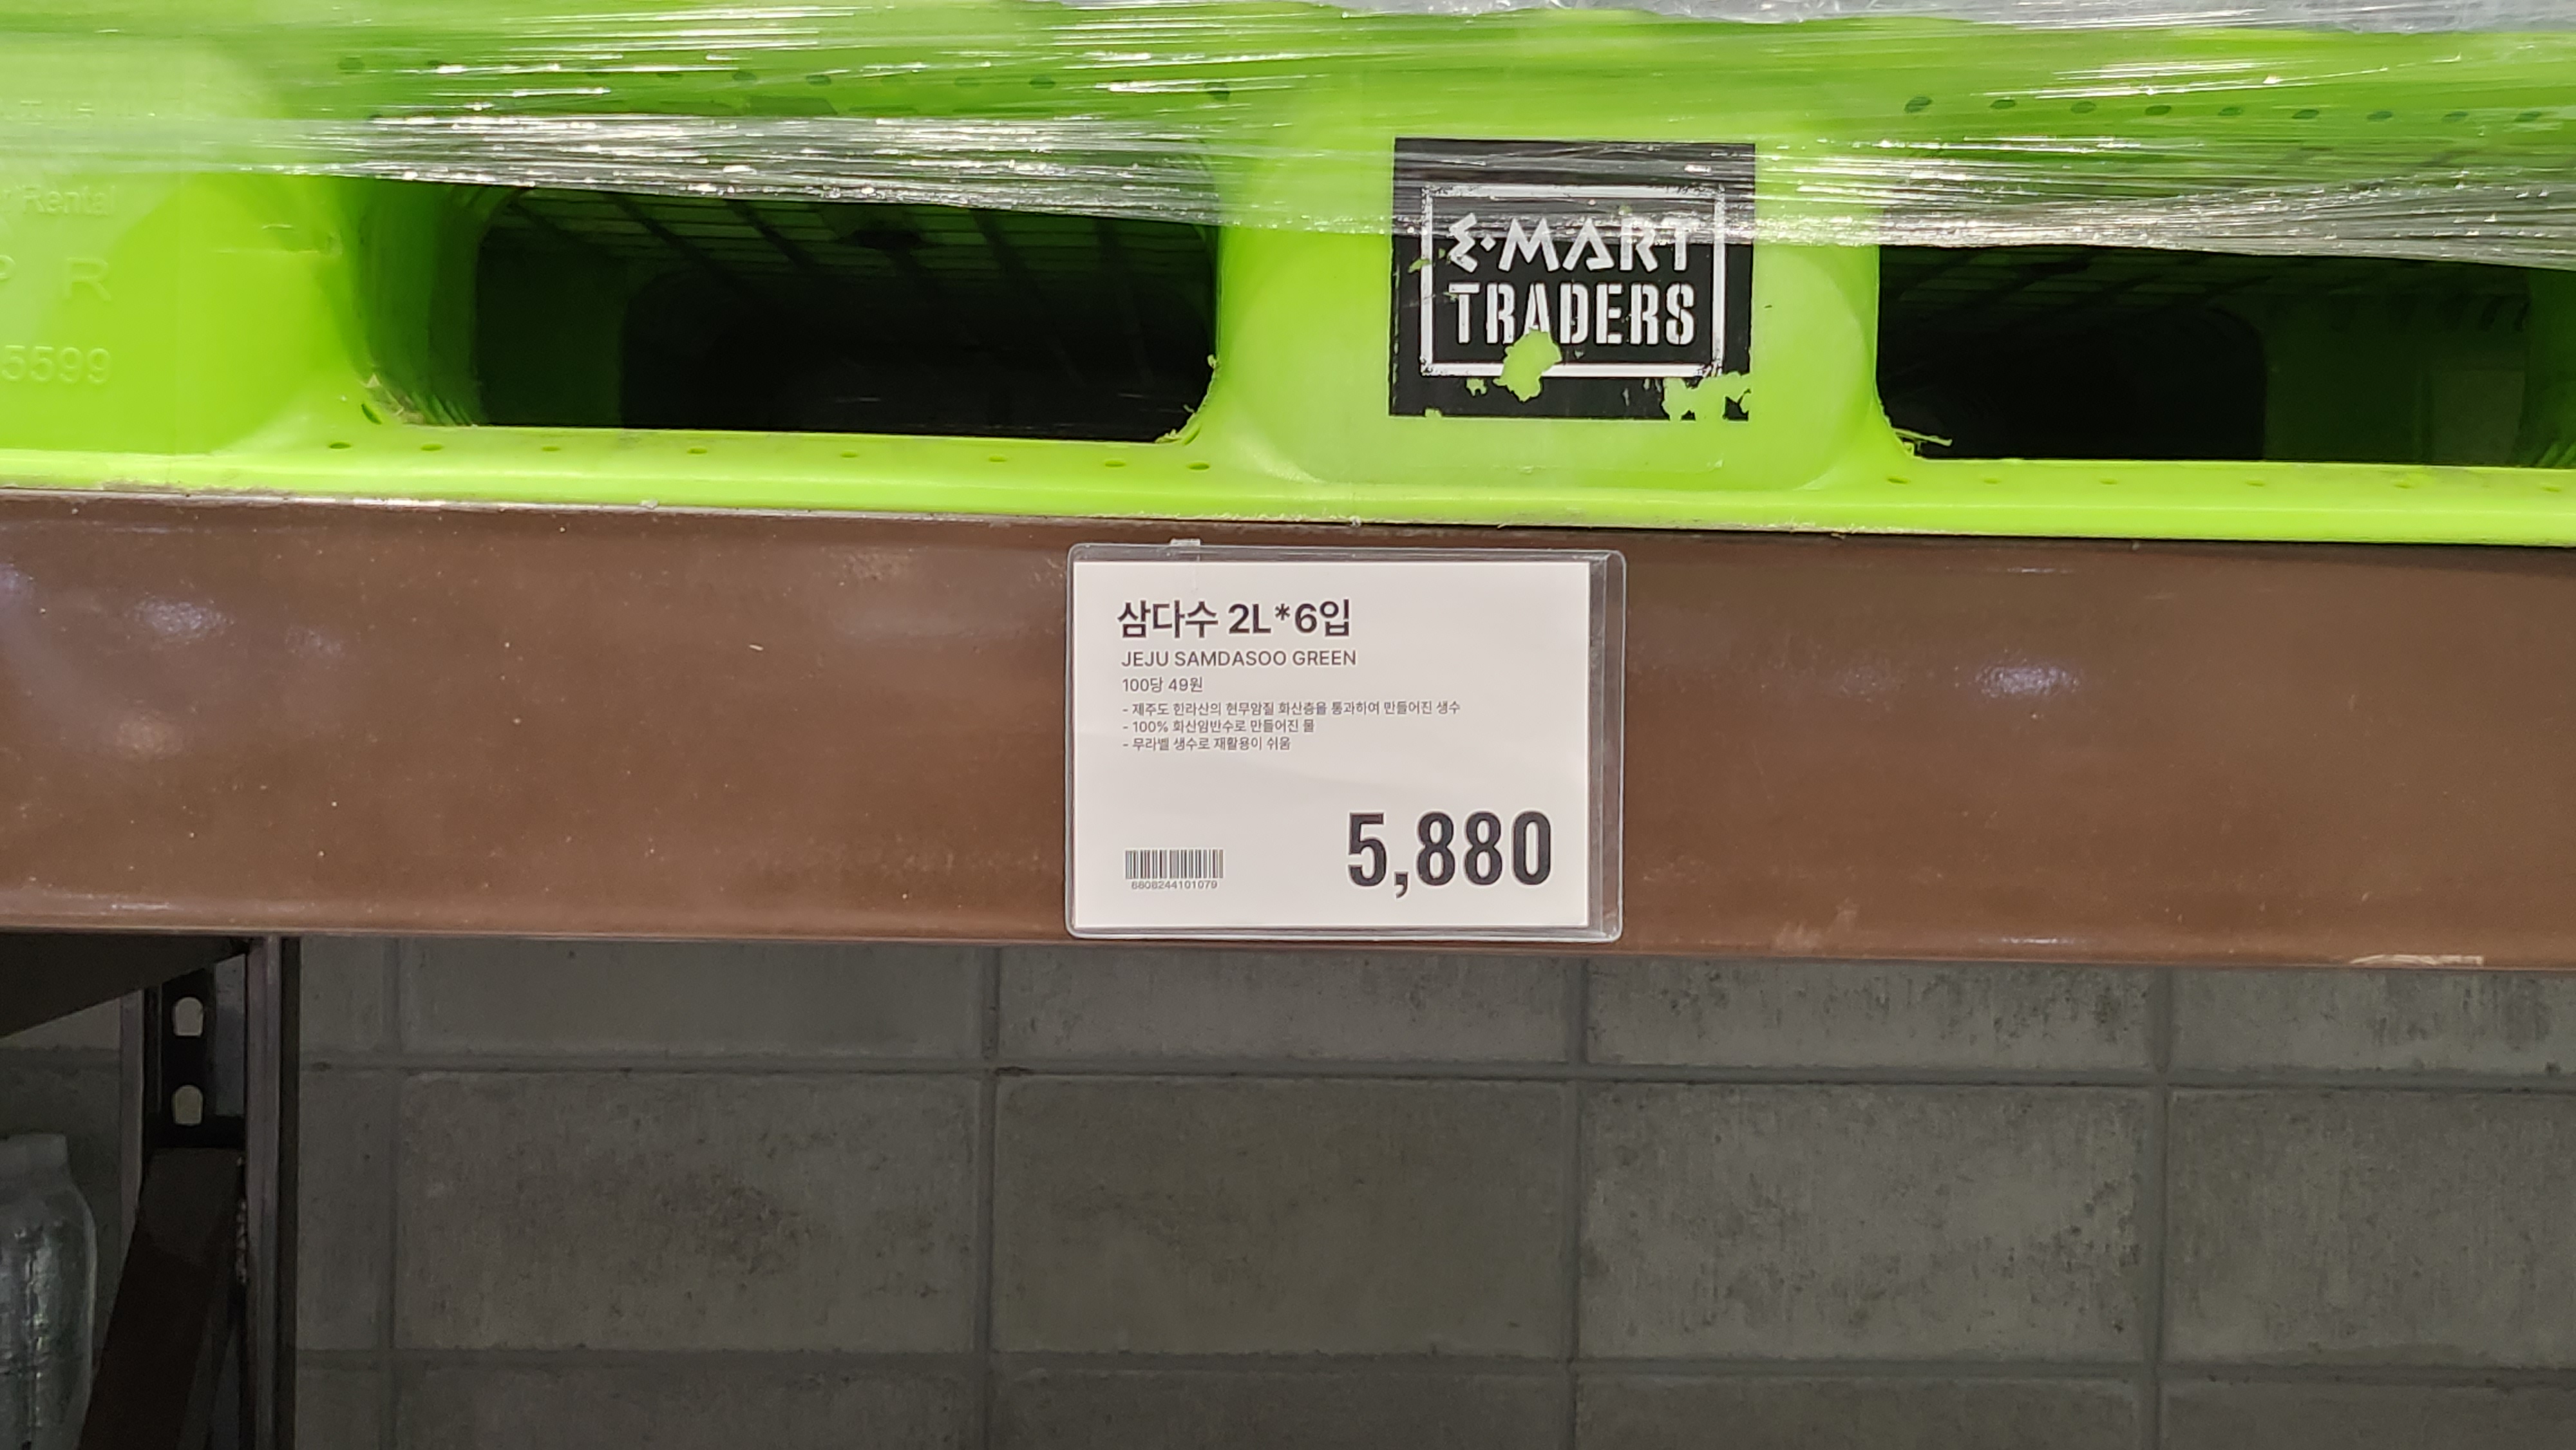 r Rental
P R
5599
E·MART
TRADERS
삼다수 2L*6입
JEJU SAMDASOO GREEN
100당 49원
- 제주도 한라산의 현무암질 화산층을 통과하여 만들어진 생수
- 100% 화산암반수로 만들어진 물
- 무라벨 생수로 재활용이 쉬움
5,880
8808244101079